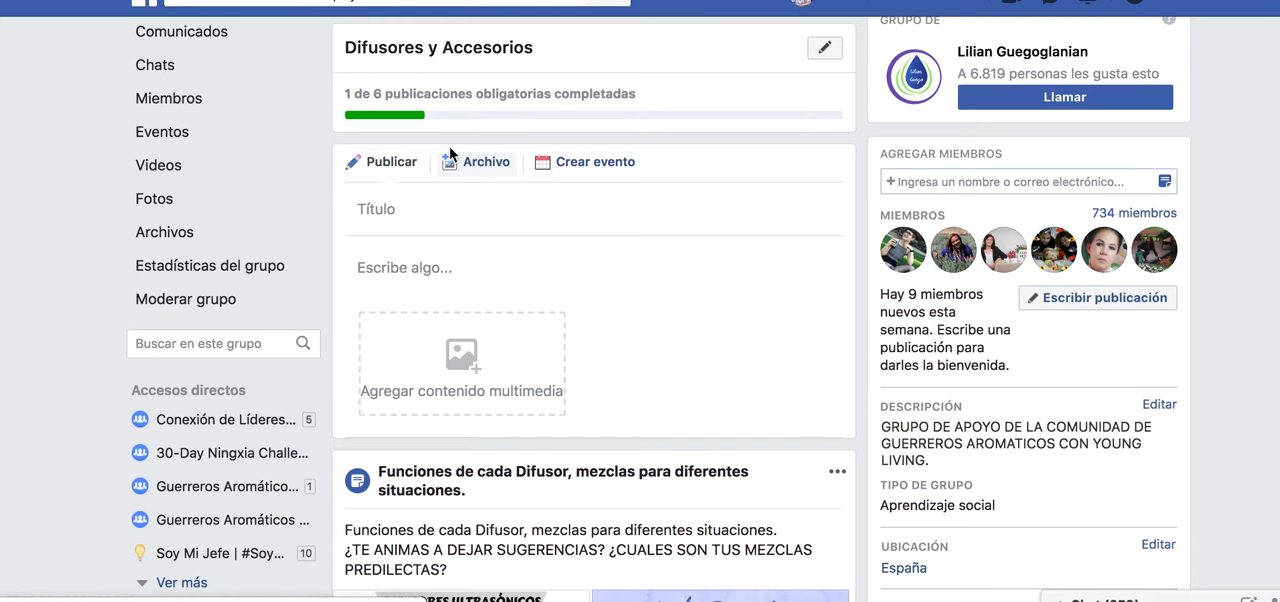 Comunicados
Chats
Miembros
Eventos
Videos
Fotos
Archivos
Estadísticas del grupo
Moderar grupo
Buscar en este grupo
Accesos directos
Conexión de Líderes... 5
30-Day Ningxia Challe...
Guerreros Aromático... 1
Guerreros Aromáticos ...
Soy Mi Jefe | #Soy... 10
Ver más
Difusores y Accesorios
1 de 6 publicaciones obligatorias completadas
Publicar Archivo Crear evento
Título
Escribe algo...
Agregar contenido multimedia
Funciones de cada Difusor, mezclas para diferentes
situaciones.
Funciones de cada Difusor, mezclas para diferentes situaciones.
¿TE ANIMAS A DEJAR SUGERENCIAS? ¿CUALES SON TUS MEZCLAS
PREDILECTAS?
GRUPO DE
Lilian Guegoglanian
A 6.819 personas les gusta esto
Llamar
AGREGAR MIEMBROS
+ Ingresa un nombre o correo electrónico...
MIEMBROS 734 miembros
Hay 9 miembros
nuevos esta
semana. Escribe una
publicación para
darles la bienvenida.
Escribir publicación
DESCRIPCIÓN Editar
GRUPO DE APOYO DE LA COMUNIDAD DE
GUERREROS AROMATICOS CON YOUNG
LIVING.
TIPO DE GRUPO
Aprendizaje social
UBICACIÓN Editar
España